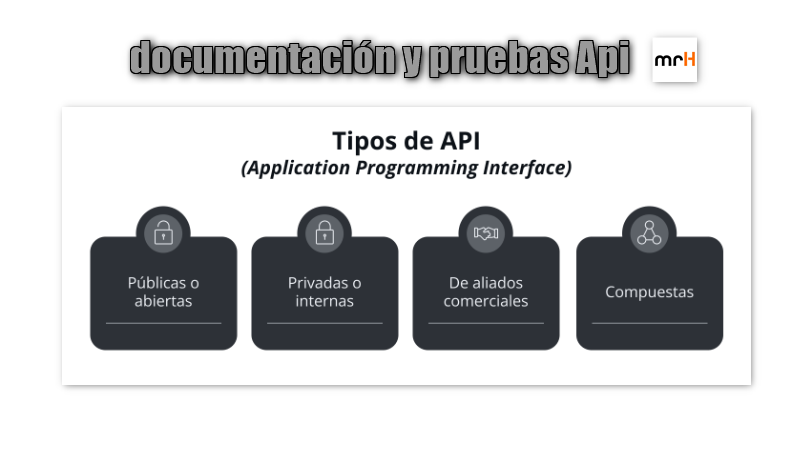 documentación y pruebas Api
mrH
Tipos de API
(Application Programming Interface)
Públicas o
abiertas
Privadas o
internas
De aliados
comerciales
Compuestas